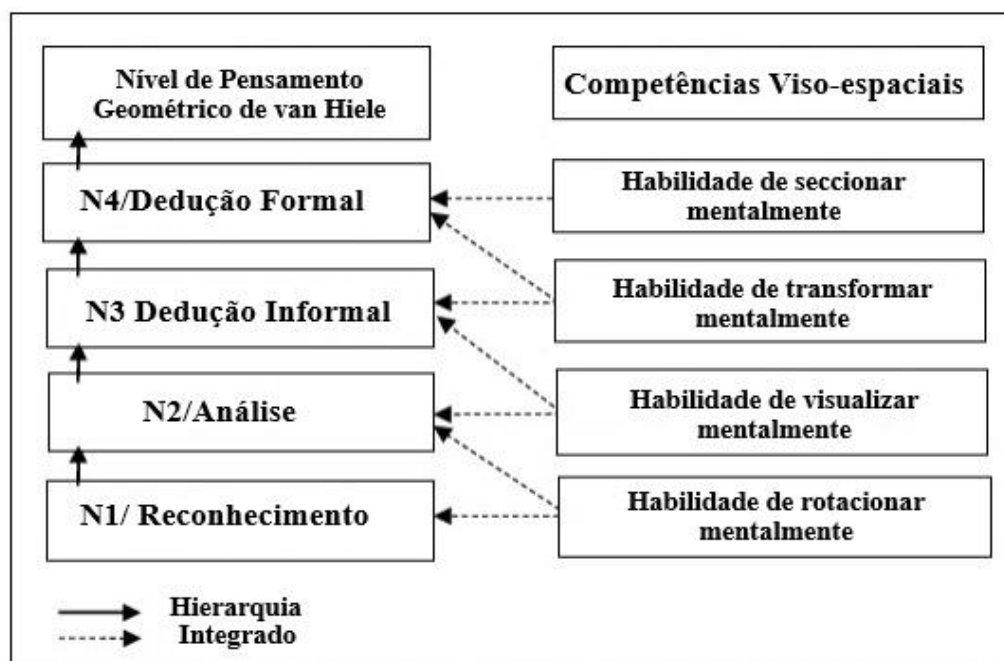 Nível de Pensamento
Geométrico de van Hiele
Competências Viso-espaciais
N4/Dedução Formal
Habilidade de seccionar
mentalmente
N3 Dedução Informal
Habilidade de transformar
mentalmente
N2/Análise
Habilidade de visualizar
mentalmente
N1/ Reconhecimento
Habilidade de rotacionar
mentalmente
Hierarquia
Integrado